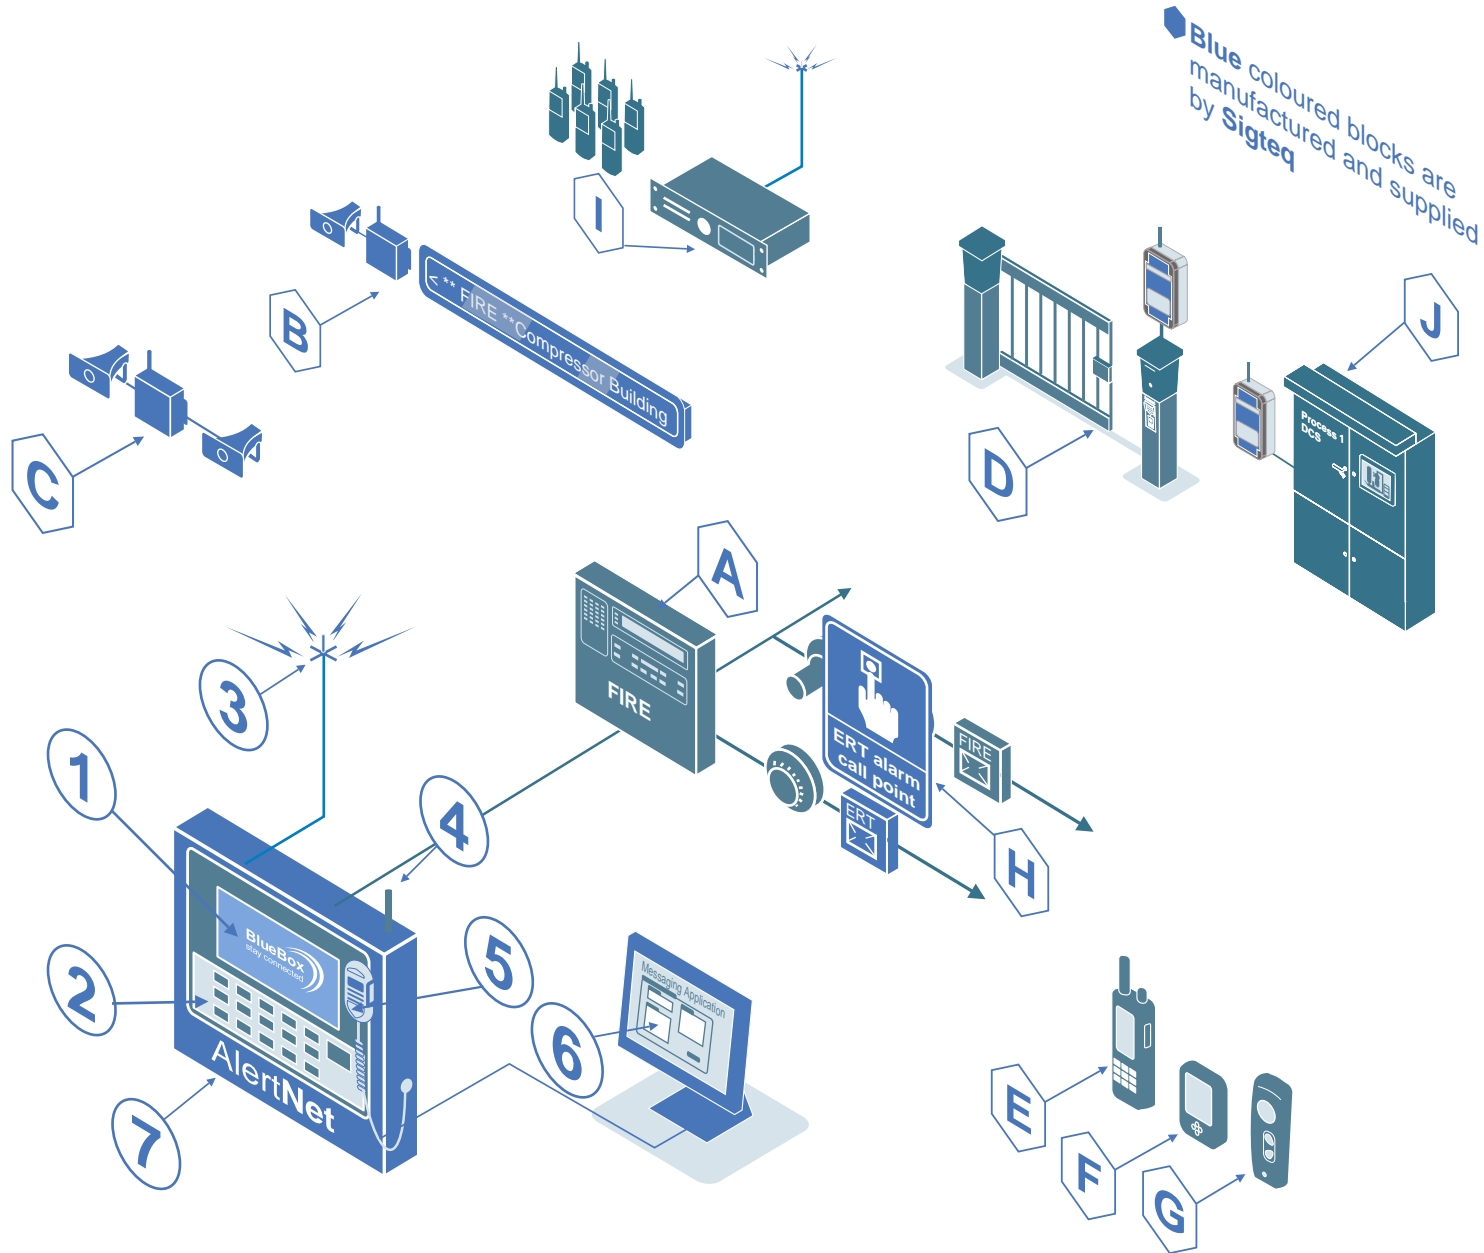 Blue coloured blocks are
manufactured and supplied
by Sigteq
I
B
< ** FIRE **Compressor Building
J
Process 1
DCS
C
D
A
FIRE
3
ERT alarm
call point
FIRE
1
4
ERT
H
BlueBox
stay connected
5
2
Messaging Application
6
AlertNet
7
E
F
G